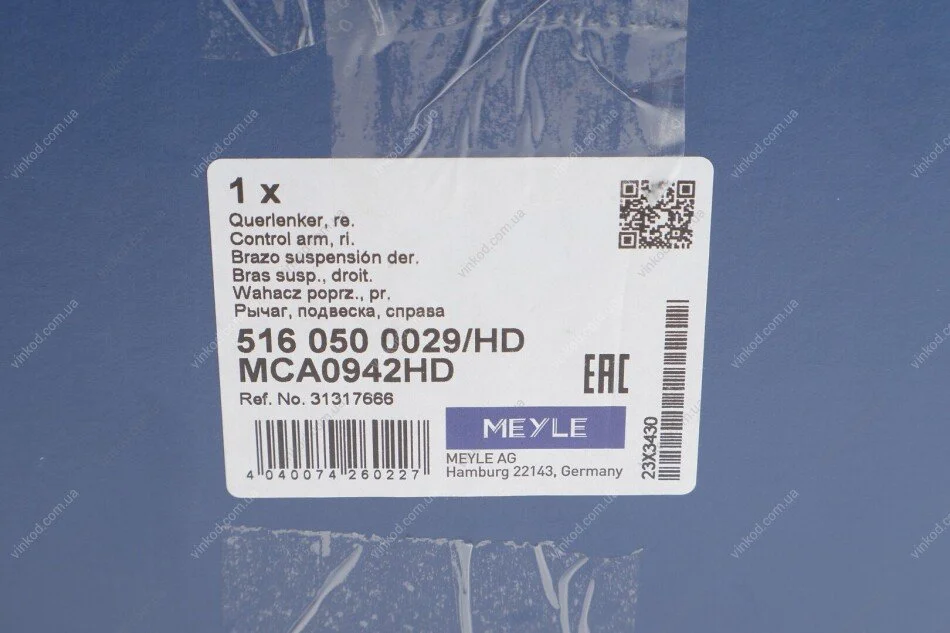 1 x
Querlenker, re.
Control arm, ri.
Brazo suspensión der.
Bras susp., droit.
Wahacz poprz., pr.
Рычаг, подвеска, справа
516 050 0029/HD
MCA0942HD
Ref. No. 31317666
EAC
MEYLE
MEYLE AG
Hamburg 22143, Germany
4 040074 260227
23X3430
vinkod.com.ua